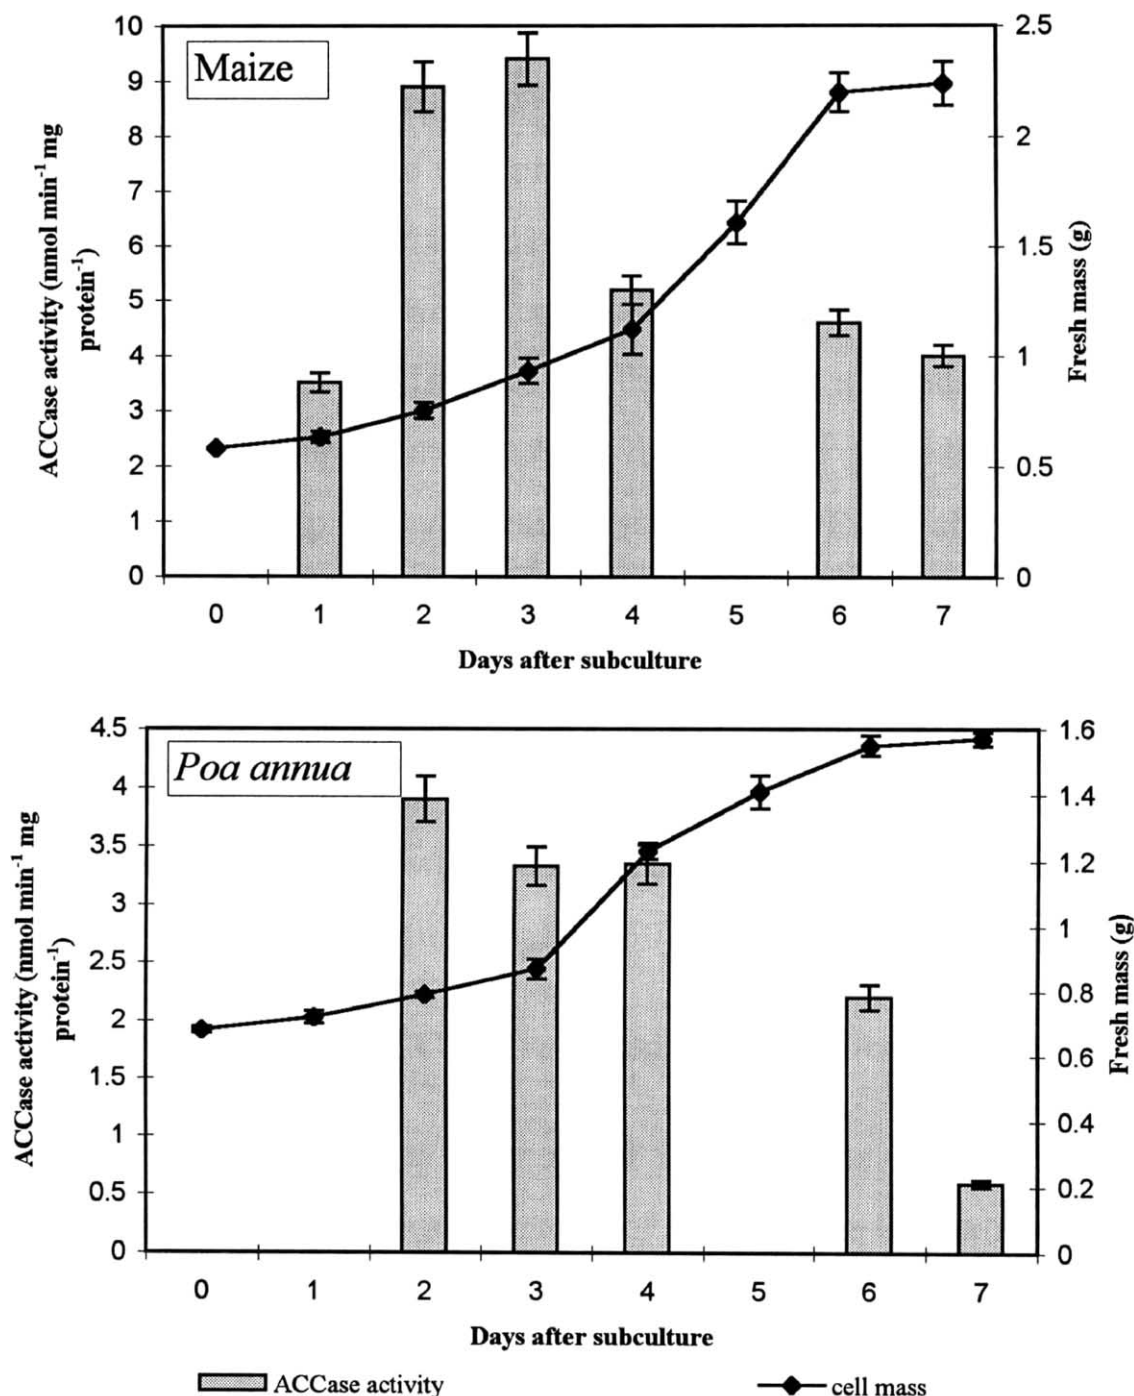 Maize
10
9
8
7
6
5
4
3
2
1
0
ACCase activity (nmol min-1 mg
protein-1)
2.5
2
1.5
1
0.5
0
Fresh mass (g)
0 1 2 3 4 5 6 7
Days after subculture
Poa annua
4.5
4
3.5
3
2.5
2
1.5
1
0.5
0
ACCase activity (nmol min-1 mg
protein-1)
1.6
1.4
1.2
1
0.8
0.6
0.4
0.2
0
Fresh mass (g)
0 1 2 3 4 5 6 7
Days after subculture
ACCase activity cell mass